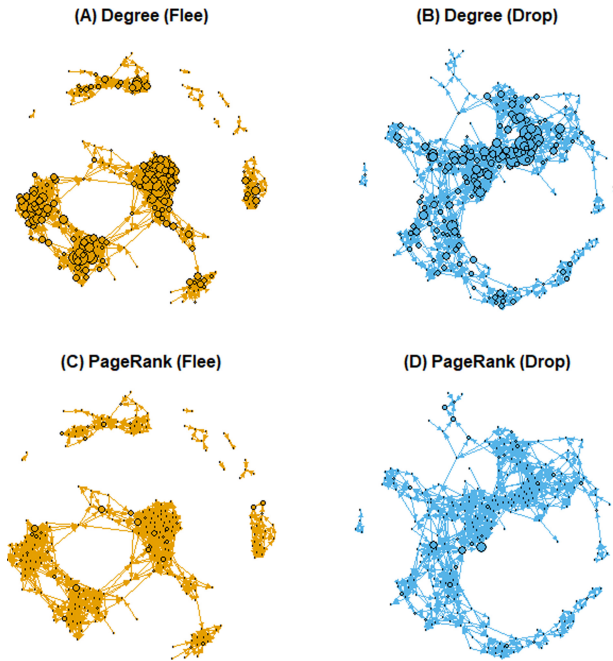 (A) Degree (Flee)
(B) Degree (Drop)
(C) PageRank (Flee)
(D) PageRank (Drop)